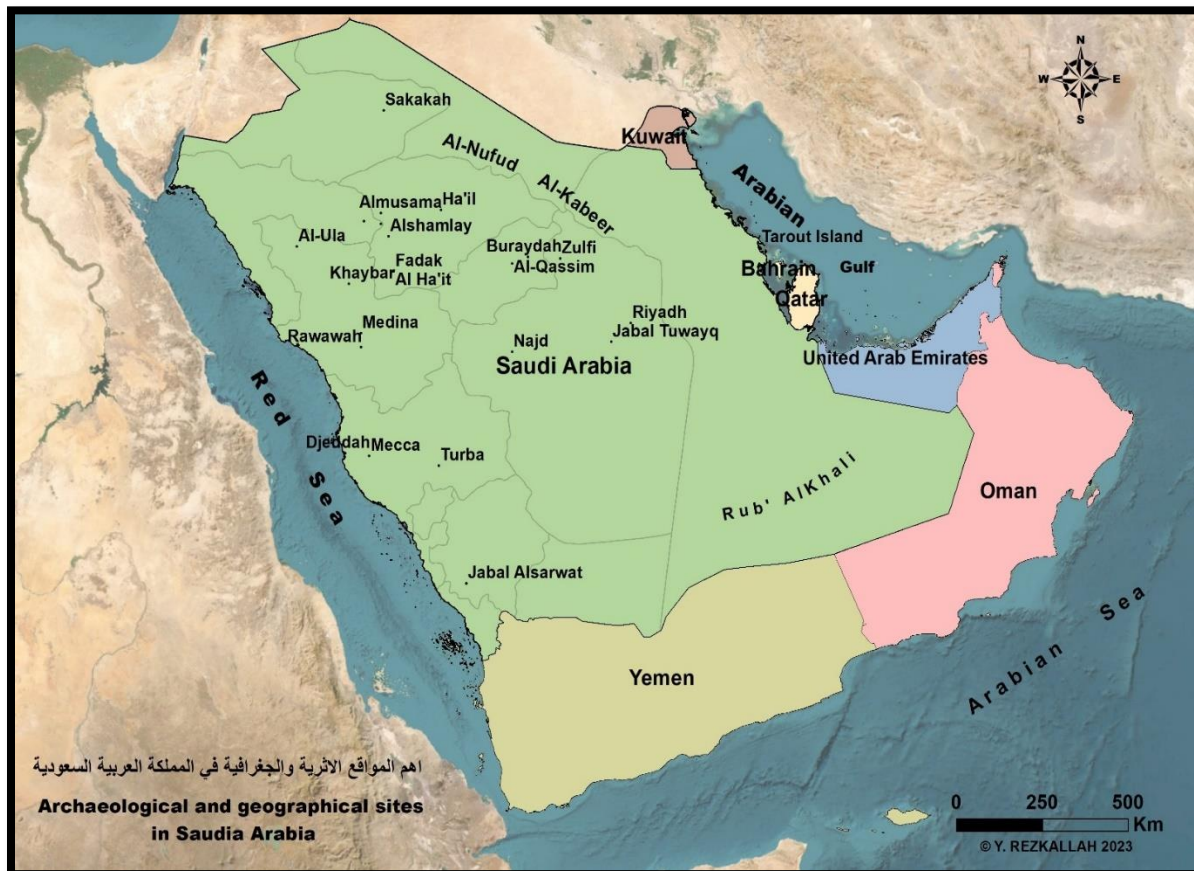 N
W E
S
Sakakah
Kuwait
Al-Nufud
Al-Kabeer
Arabian
Gulf
Almusama
Ha'il
Alshamlay
Al-Ula
Tarout Island
Buraydah
Zulfi
Al-Qassim
Fadak
Khaybar
Al Ha'it
Bahrain
Qatar
Riyadh
Jabal Tuwayq
Medina
Rawawah
Najd
Saudi Arabia
United Arab Emirates
Red Sea
Djeddah
Mecca
Turba
Rub' AlKhali
Oman
Jabal Alsarwat
Yemen
Arabian Sea
اهم المواقع الاثرية والجغرافية في المملكة العربية السعودية
Archaeological and geographical sites
in Saudia Arabia
0 250 500
Km
© Y. REZKALLAH 2023